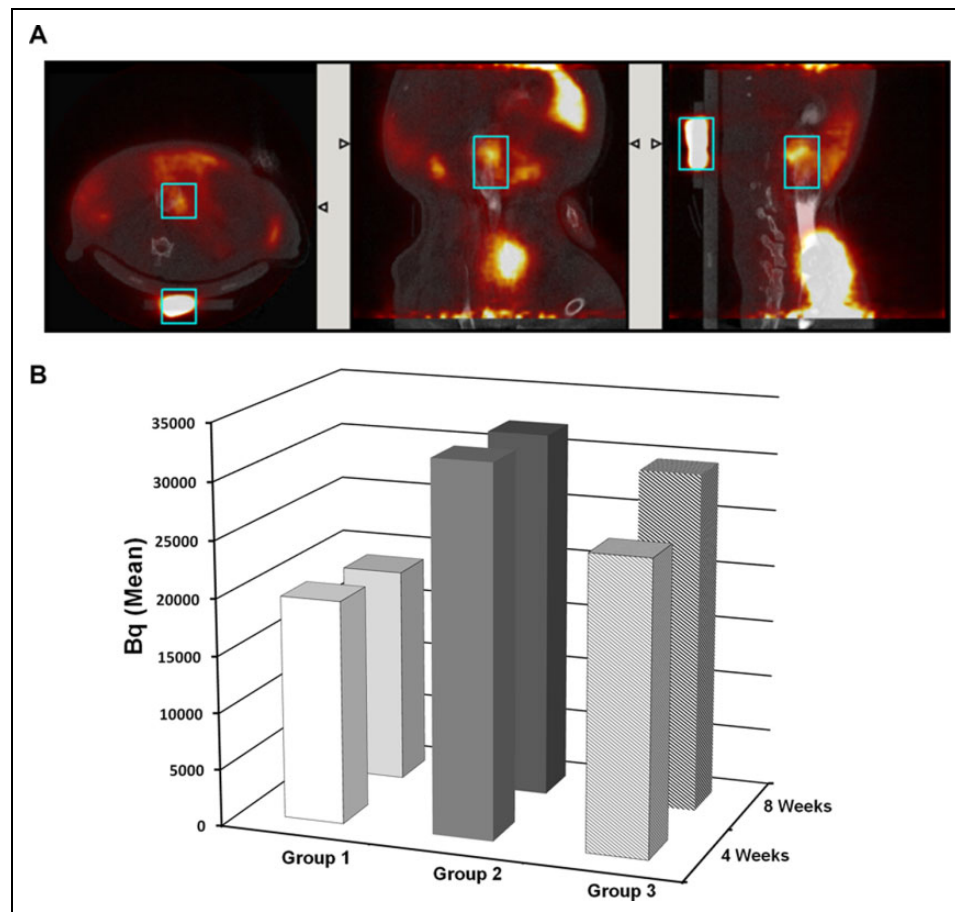 A
B
35000
30000
25000
20000
15000
10000
5000
0
Bq (Mean)
Group 1
Group 2
Group 3
4 Weeks
8 Weeks